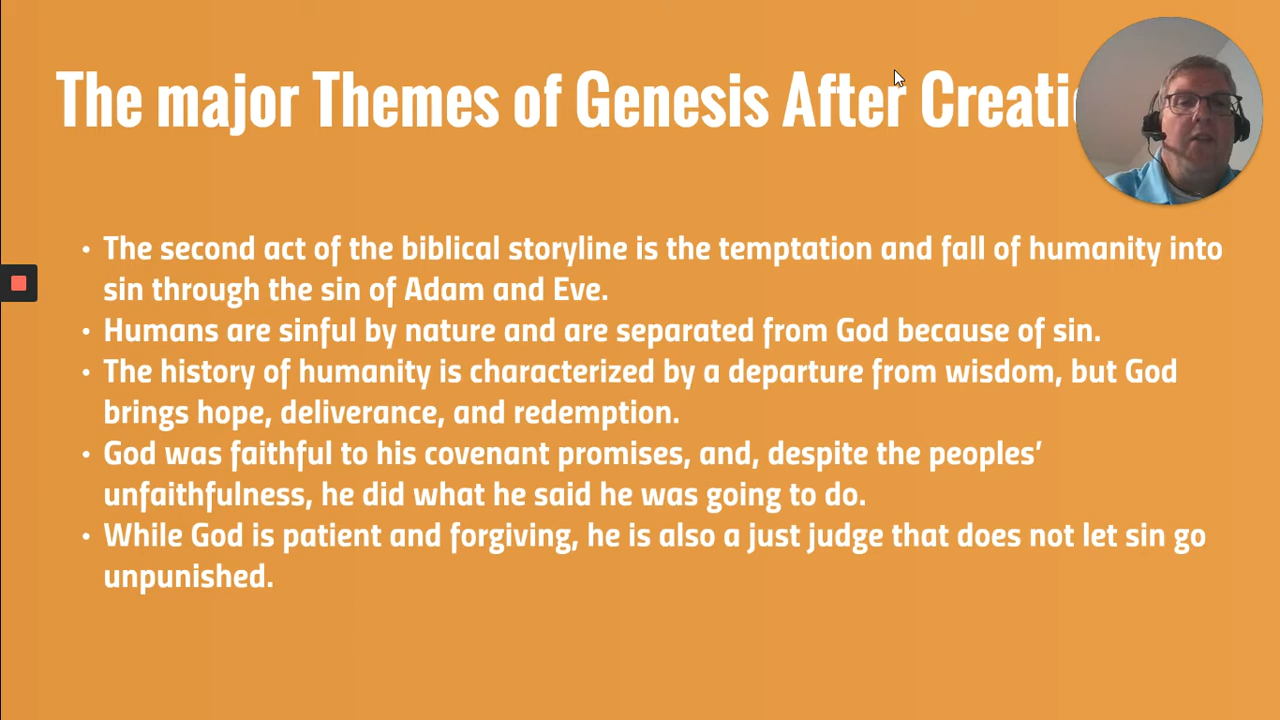 The major Themes of Genesis After
• The second act of the biblical storyline is the temptation and fall of humanity into
sin through the sin of Adam and Eve.
• Humans are sinful by nature and are separated from God because of sin.
• The history of humanity is characterized by a departure from wisdom, but God
brings hope, deliverance, and redemption.
• God was faithful to his covenant promises, and, despite the peoples’
unfaithfulness, he did what he said he was going to do.
• While God is patient and forgiving, he is also a just judge that does not let sin go
unpunished.